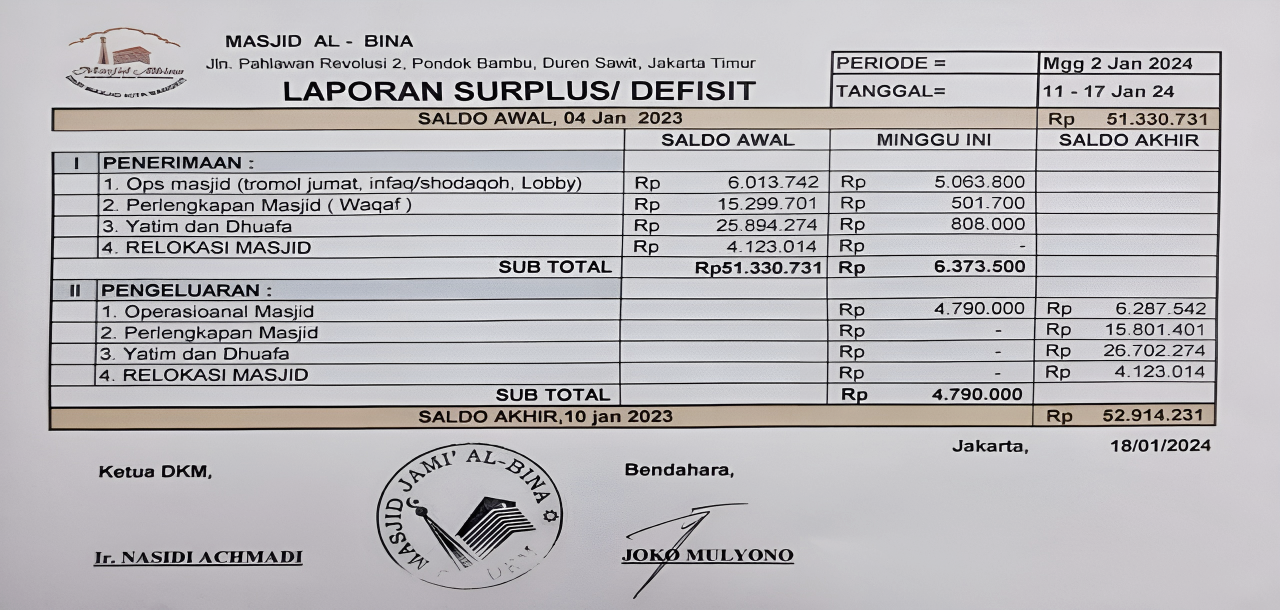 MASJID AL - BINA
Jln. Pahlawan Revolusi 2, Pondok Bambu, Duren Sawit, Jakarta Timur
LAPORAN SURPLUS/ DEFISIT
PERIODE = Mgg 2 Jan 2024
TANGGAL= 11 - 17 Jan 24
SALDO AWAL, 04 Jan 2023 Rp 51.330.731
SALDO AWAL MINGGU INI SALDO AKHIR
I PENERIMAAN :
1. Ops masjid (tromol jumat, infaq/shodaqoh, Lobby) Rp 6.013.742 Rp 5.063.800
2. Perlengkapan Masjid ( Waqaf ) Rp 15.299.701 Rp 501.700
3. Yatim dan Dhuafa Rp 25.894.274 Rp 808.000
4. RELOKASI MASJID Rp 4.123.014 Rp -
SUB TOTAL Rp51.330.731 Rp 6.373.500
II PENGELUARAN :
1. Operasioanal Masjid Rp 4.790.000 Rp 6.287.542
2. Perlengkapan Masjid Rp - Rp 15.801.401
3. Yatim dan Dhuafa Rp - Rp 26.702.274
4. RELOKASI MASJID Rp - Rp 4.123.014
SUB TOTAL Rp 4.790.000
SALDO AKHIR,10 jan 2023 Rp 52.914.231
Jakarta, 18/01/2024
Ketua DKM,
Bendahara,
MASJID JAMI' AL-BINA
DKM
Ir. NASIDI ACHMADI
JOKO MULYONO